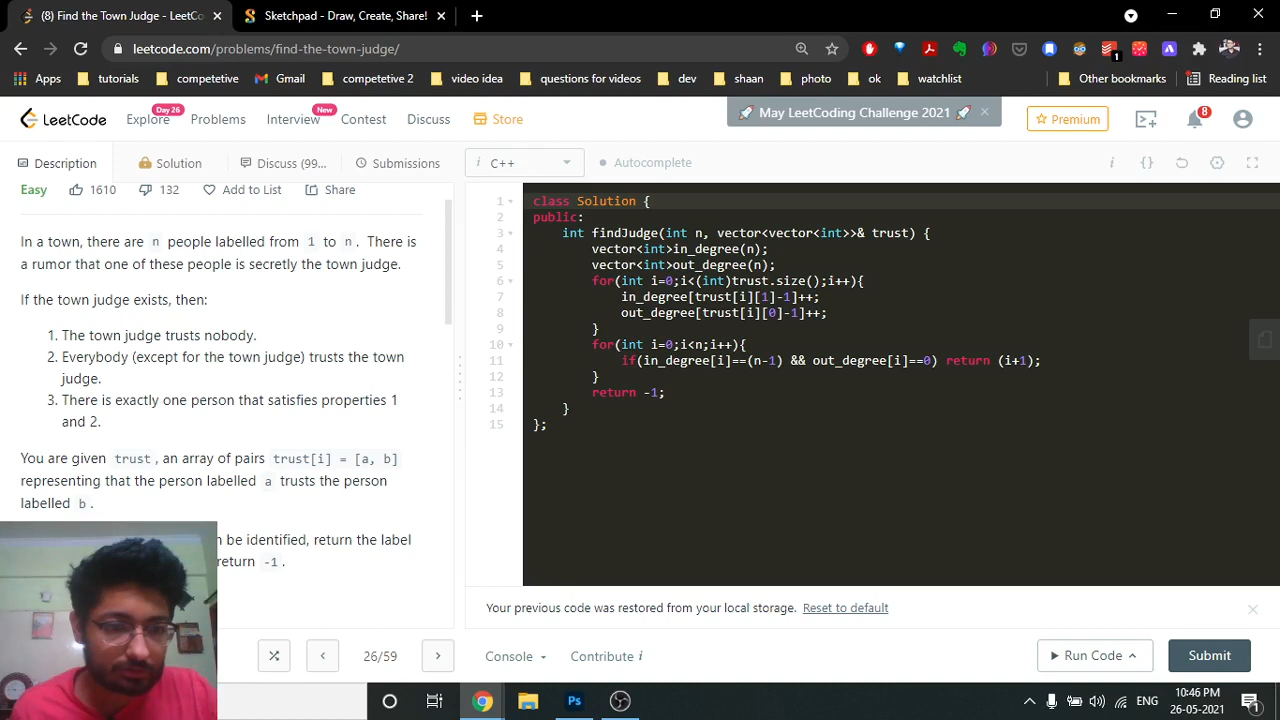 (8) Find the Town Judge - LeetCo
Sketchpad - Draw, Create, Share!
leetcode.com/problems/find-the-town-judge/
1
Apps
tutorials
competetive
Gmail
competetive 2
video idea
questions for videos
dev
shaan
photo
ok
watchlist
Other bookmarks
Reading list
LeetCode
Explore
Day 26
Problems
Interview
New
Contest
Discuss
Store
🚀 May LeetCoding Challenge 2021 🚀
Premium
8
Description
Solution
Discuss (99...
Submissions
i C++
Autocomplete
Easy
1610
132
Add to List
Share
In a town, there are n people labelled from 1 to n. There is
a rumor that one of these people is secretly the town judge.
If the town judge exists, then:
1. The town judge trusts nobody.
2. Everybody (except for the town judge) trusts the town
judge.
3. There is exactly one person that satisfies properties 1
and 2.
You are given trust, an array of pairs trust[i] = [a, b]
representing that the person labelled a trusts the person
labelled b.
n be identified, return the label
return -1.
1 class Solution {
2 public:
3 int findJudge(int n, vector<vector<int>>& trust) {
4 vector<int>in_degree(n);
5 vector<int>out_degree(n);
6 for(int i=0;i<(int)trust.size();i++){
7 in_degree[trust[i][1]-1]++;
8 out_degree[trust[i][0]-1]++;
9 }
10 for(int i=0;i<n;i++){
11 if(in_degree[i]==(n-1) && out_degree[i]==0) return (i+1);
12 }
13 return -1;
14 }
15 };
Your previous code was restored from your local storage. Reset to default
26/59
Console
Contribute i
Run Code
Submit
Ps
ENG
10:46 PM
26-05-2021
1